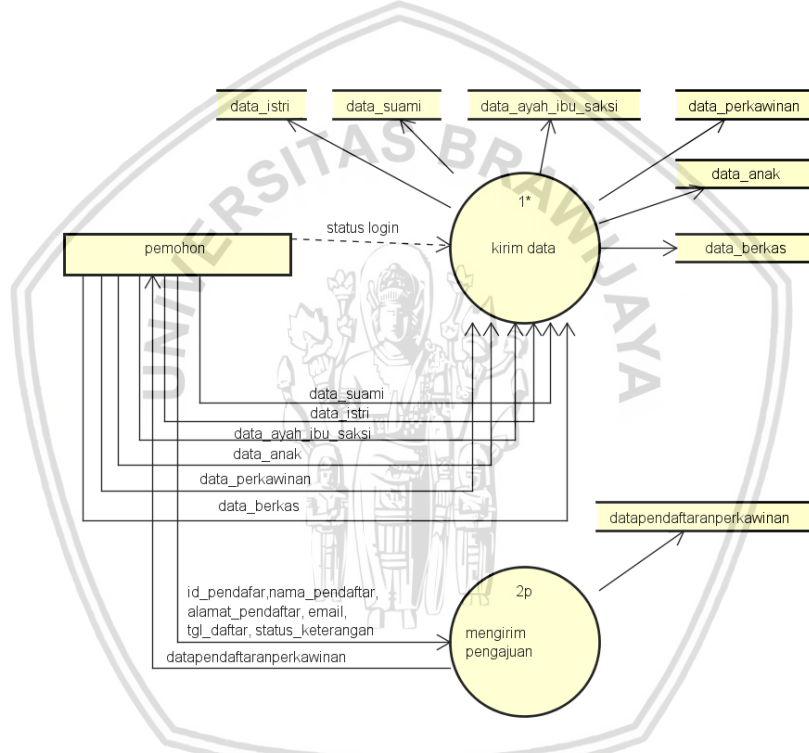 data_istri
data_suami
data_ayah_ibu_saksi
data_perkawinan
data_anak
1*
kirim data
status login
pemohon
data_berkas
data_suami
data_istri
data_ayah_ibu_saksi
data_anak
data_perkawinan
data_berkas
datapendaftaranperkawinan
id_pendafar,nama_pendaftar,
alamat_pendaftar, email,
tgl_daftar, status_keterangan
datapendaftaranperkawinan
2p
mengirim
pengajuan
UNIVERSITAS BRAWIJAYA